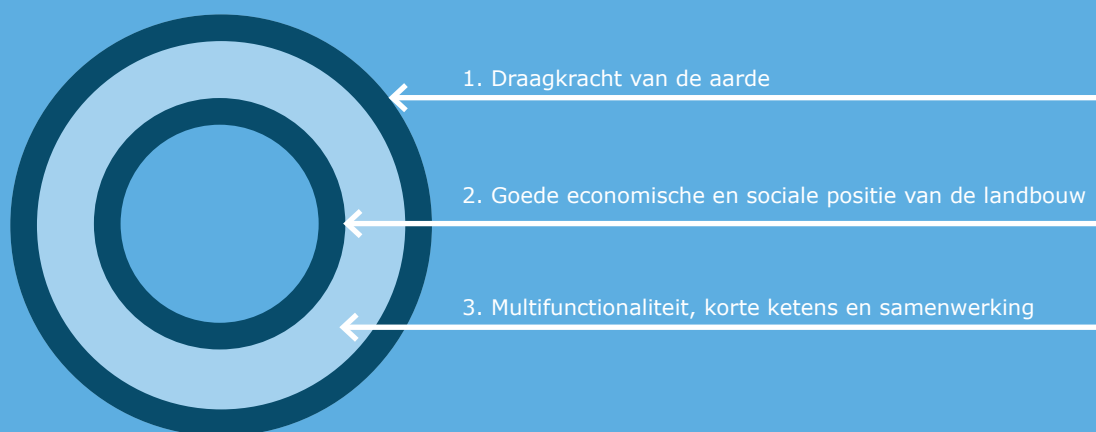 1. Draagkracht van de aarde
2. Goede economische en sociale positie van de landbouw
3. Multifunctionaliteit, korte ketens en samenwerking